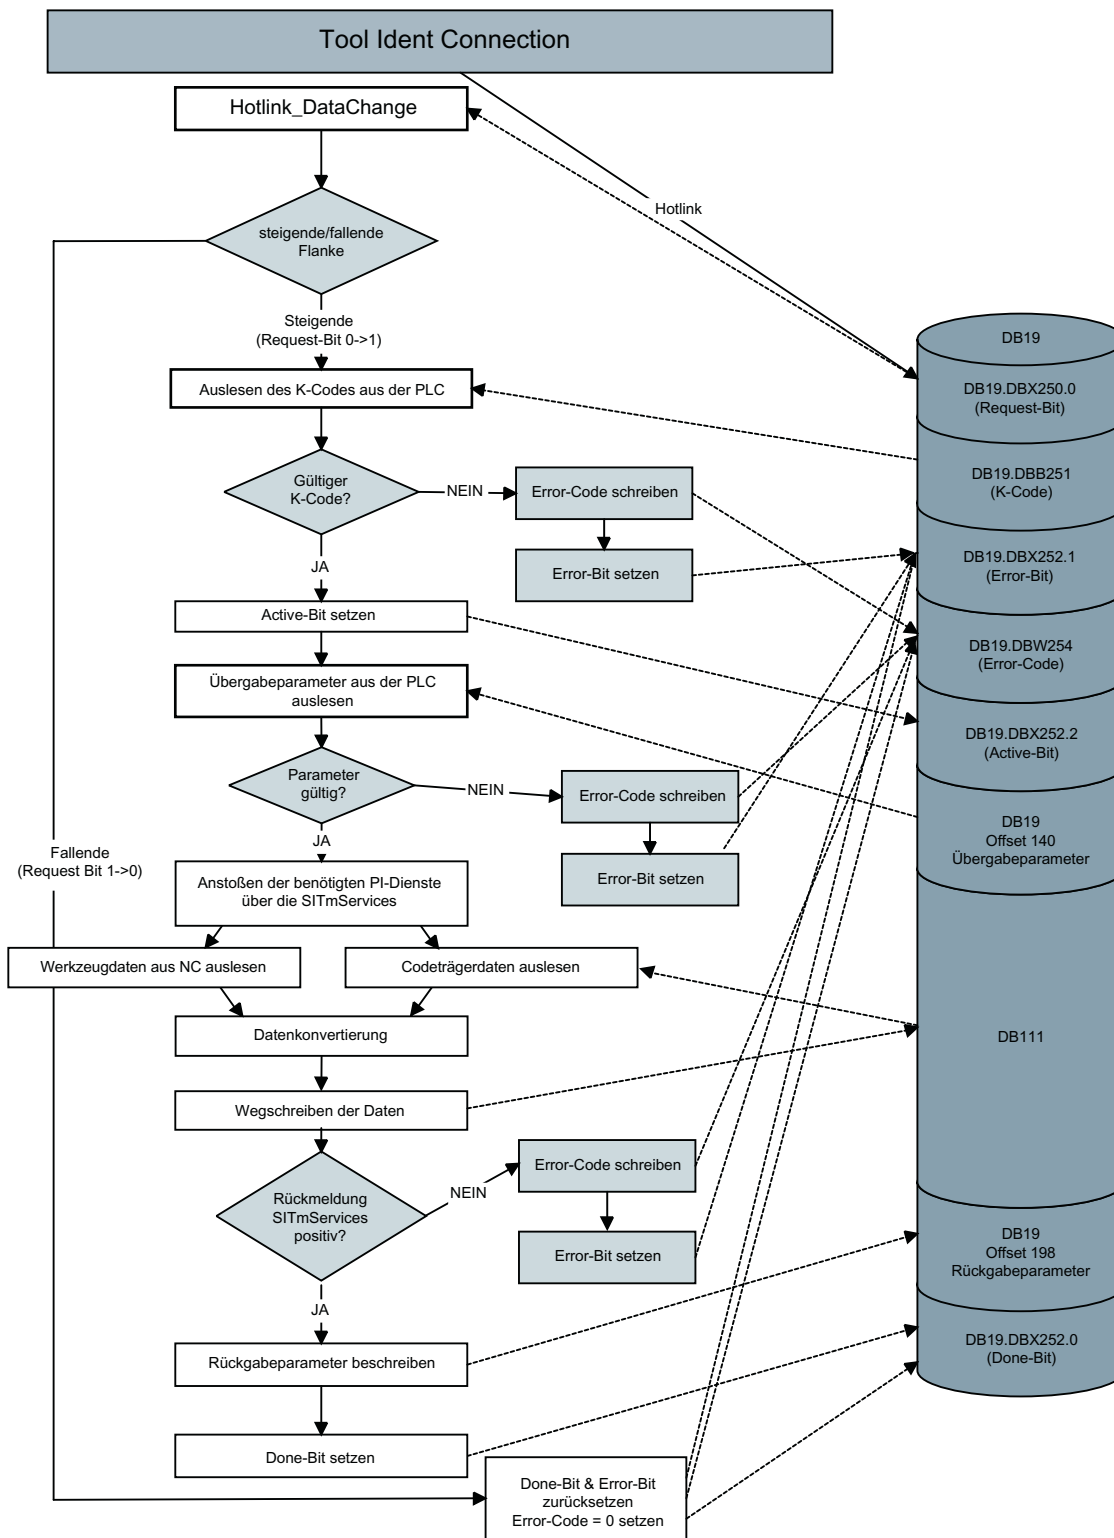 Tool Ident Connection
Hotlink_DataChange
Hotlink
steigende/fallende
Flanke
Steigende
(Request-Bit 0->1)
Auslesen des K-Codes aus der PLC
Gültiger
K-Code?
NEIN
Error-Code schreiben
Error-Bit setzen
JA
Active-Bit setzen
Übergabeparameter aus der PLC
auslesen
Parameter
gültig?
NEIN
Error-Code schreiben
Error-Bit setzen
JA
Fallende
(Request Bit 1->0)
Anstoßen der benötigten PI-Dienste
über die SITmServices
Werkzeugdaten aus NC auslesen
Codeträgerdaten auslesen
Datenkonvertierung
Wegschreiben der Daten
Rückmeldung
SITmServices
positiv?
NEIN
Error-Code schreiben
Error-Bit setzen
JA
Rückgabeparameter beschreiben
Done-Bit setzen
Done-Bit & Error-Bit
zurücksetzen
Error-Code = 0 setzen
DB19
DB19.DBX250.0
(Request-Bit)
DB19.DBB251
(K-Code)
DB19.DBX252.1
(Error-Bit)
DB19.DBW254
(Error-Code)
DB19.DBX252.2
(Active-Bit)
DB19
Offset 140
Übergabeparameter
DB111
DB19
Offset 198
Rückgabeparameter
DB19.DBX252.0
(Done-Bit)